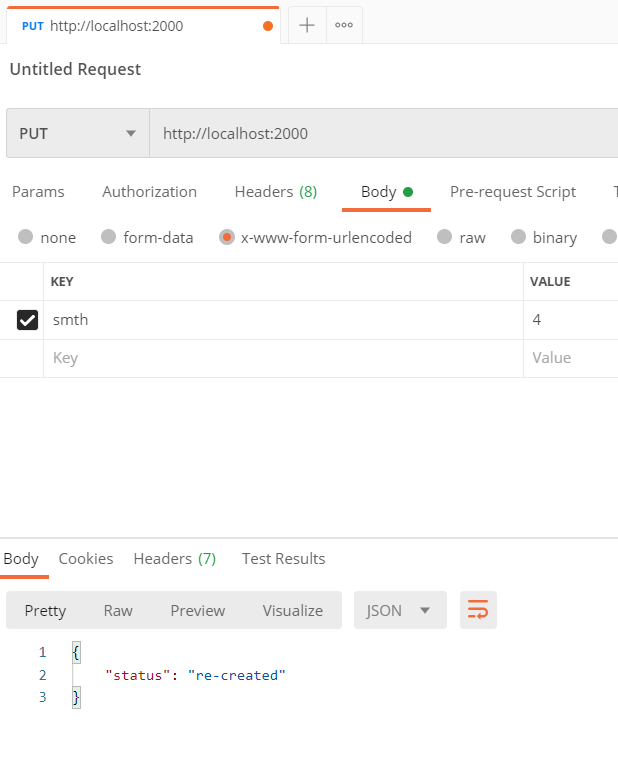 PUT http://localhost:2000
Untitled Request
PUT http://localhost:2000
Params Authorization Headers (8) Body Pre-request Script T
none form-data x-www-form-urlencoded raw binary
KEY VALUE
smth 4
Key Value
Body Cookies Headers (7) Test Results
Pretty Raw Preview Visualize JSON
1 {
2 "status": "re-created"
3 }